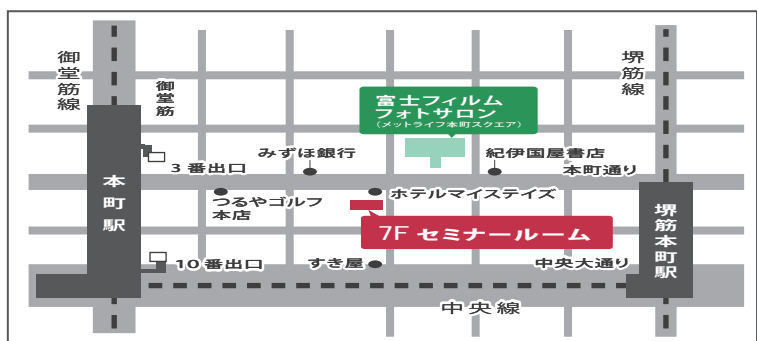 御堂筋線
御堂筋
堺筋線
富士フィルム
フォトサロン
(メットライフ本町スクエア)
みずほ銀行
紀伊国屋書店
3番出口
本町通り
本町駅
つるやゴルフ
本店
ホテルマイステイズ
7F セミナールーム
堺筋本町駅
10番出口
すき屋
中央大通り
中央線